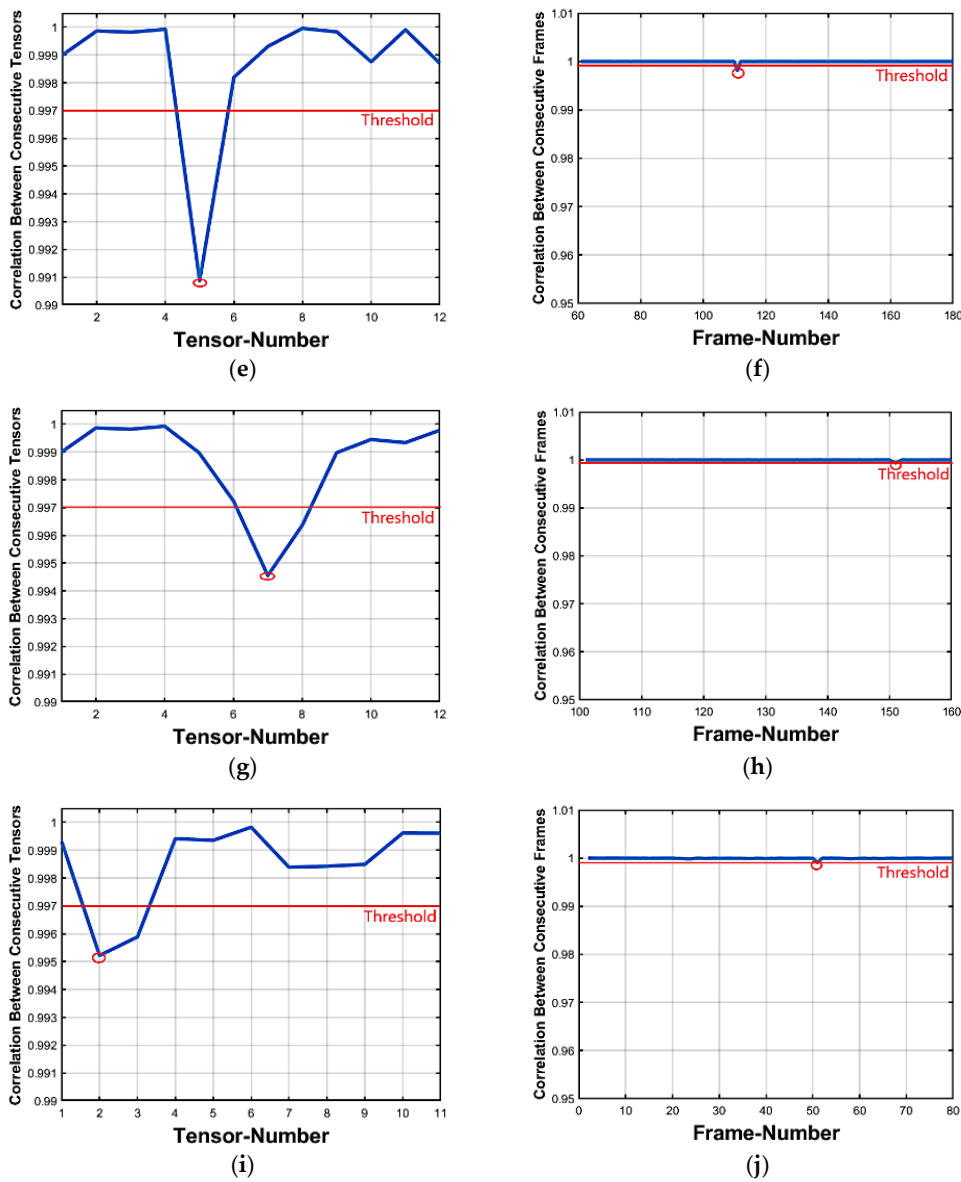 Correlation Between Consecutive Tensors
1
0.999
0.998
0.997
0.996
0.995
0.994
0.993
0.992
0.991
0.99
Threshold
2 4 6 8 10 12
Tensor-Number
(e)
Correlation Between Consecutive Frames
1.01
1
0.99
0.98
0.97
0.96
0.95
Threshold
60 80 100 120 140 160 180
Frame-Number
(f)
Correlation Between Consecutive Tensors
1
0.999
0.998
0.997
0.996
0.995
0.994
0.993
0.992
0.991
0.99
Threshold
2 4 6 8 10 12
Tensor-Number
(g)
Correlation Between Consecutive Frames
1.01
1
0.99
0.98
0.97
0.96
0.95
Threshold
100 110 120 130 140 150 160
Frame-Number
(h)
Correlation Between Consecutive Tensors
1
0.999
0.998
0.997
0.996
0.995
0.994
0.993
0.992
0.991
0.99
Threshold
1 2 3 4 5 6 7 8 9 10 11
Tensor-Number
(i)
Correlation Between Consecutive Frames
1.01
1
0.99
0.98
0.97
0.96
0.95
Threshold
0 10 20 30 40 50 60 70 80
Frame-Number
(j)